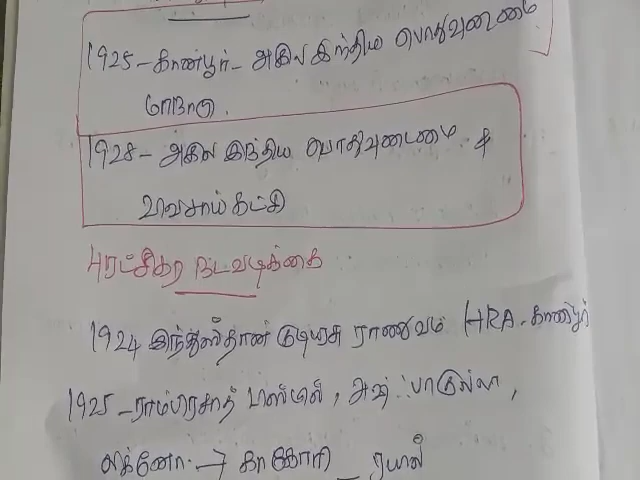 1925 - கான்பூர் - அகில இந்திய பொதுவுடைமை
மாநாடு.
1928 - அகில இந்திய பொதுவுடைமை &
விவசாய கட்சி
புரட்சிகர நடவடிக்கை
1924 இந்துஸ்தான் குடியரசு ராணுவம் HRA - கான்பூர்
1925 - ராம்பிரசாத் பிஸ்மில், அஷ்பாகுல்லா,
லக்னோ. → காகோரி _ ரயில்